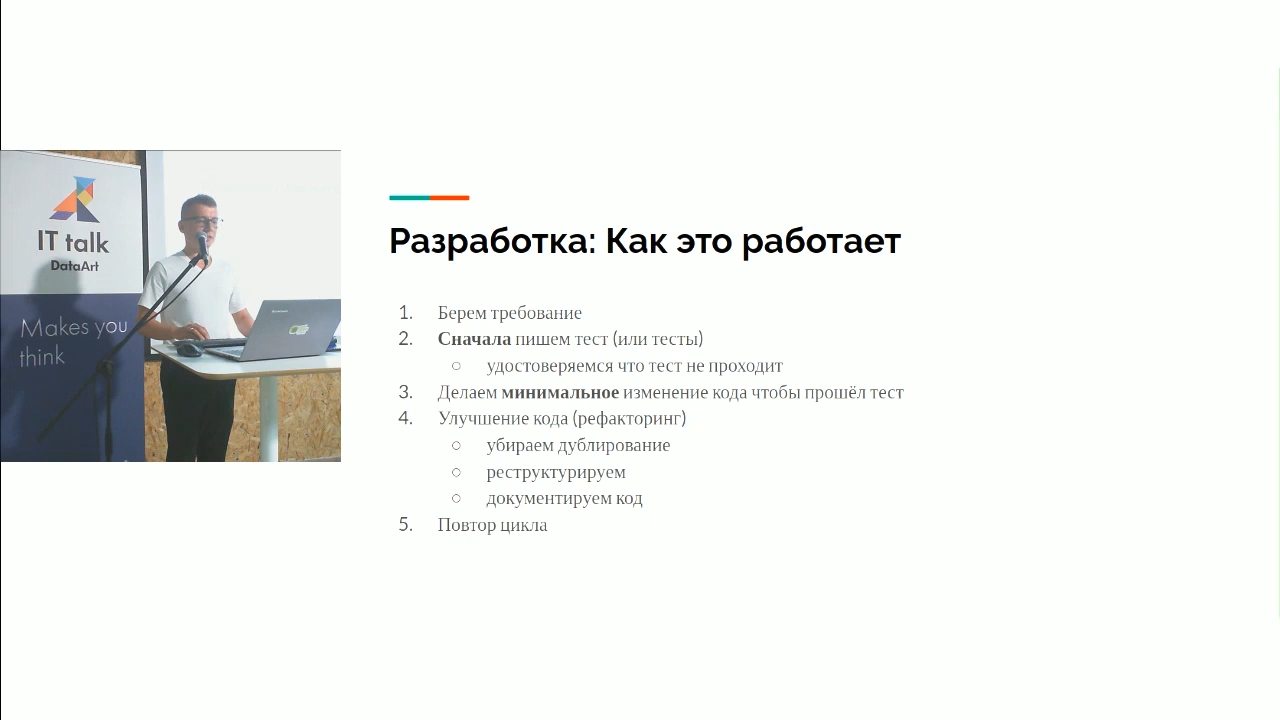 IT talk
DataArt
Makes you
think
Разработка: Как это работает
1. Берем требование
2. Сначала пишем тест (или тесты)
○ удостоверяемся что тест не проходит
3. Делаем минимальное изменение кода чтобы прошёл тест
4. Улучшение кода (рефакторинг)
○ убираем дублирование
○ реструктурируем
○ документируем код
5. Повтор цикла